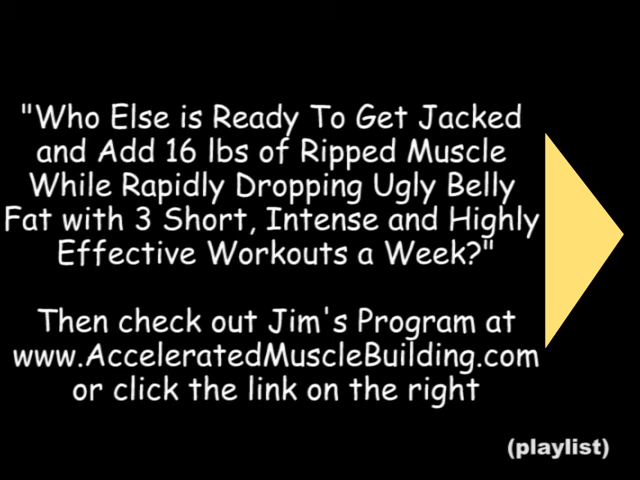 "Who Else is Ready To Get Jacked
and Add 16 lbs of Ripped Muscle
While Rapidly Dropping Ugly Belly
Fat with 3 Short, Intense and Highly
Effective Workouts a Week?"
Then check out Jim's Program at
www.AcceleratedMuscleBuilding.com
or click the link on the right
(playlist)